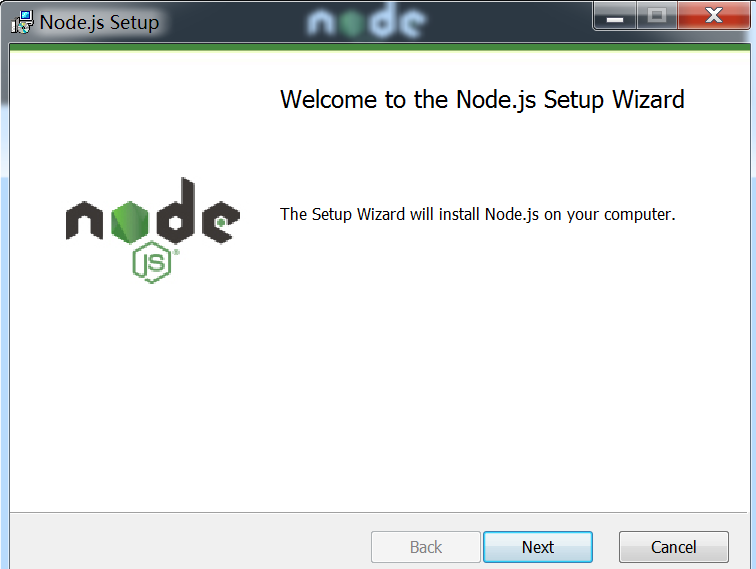 Node.js Setup
node
Welcome to the Node.js Setup Wizard
The Setup Wizard will install Node.js on your computer.
node
JS®
Back
Next
Cancel